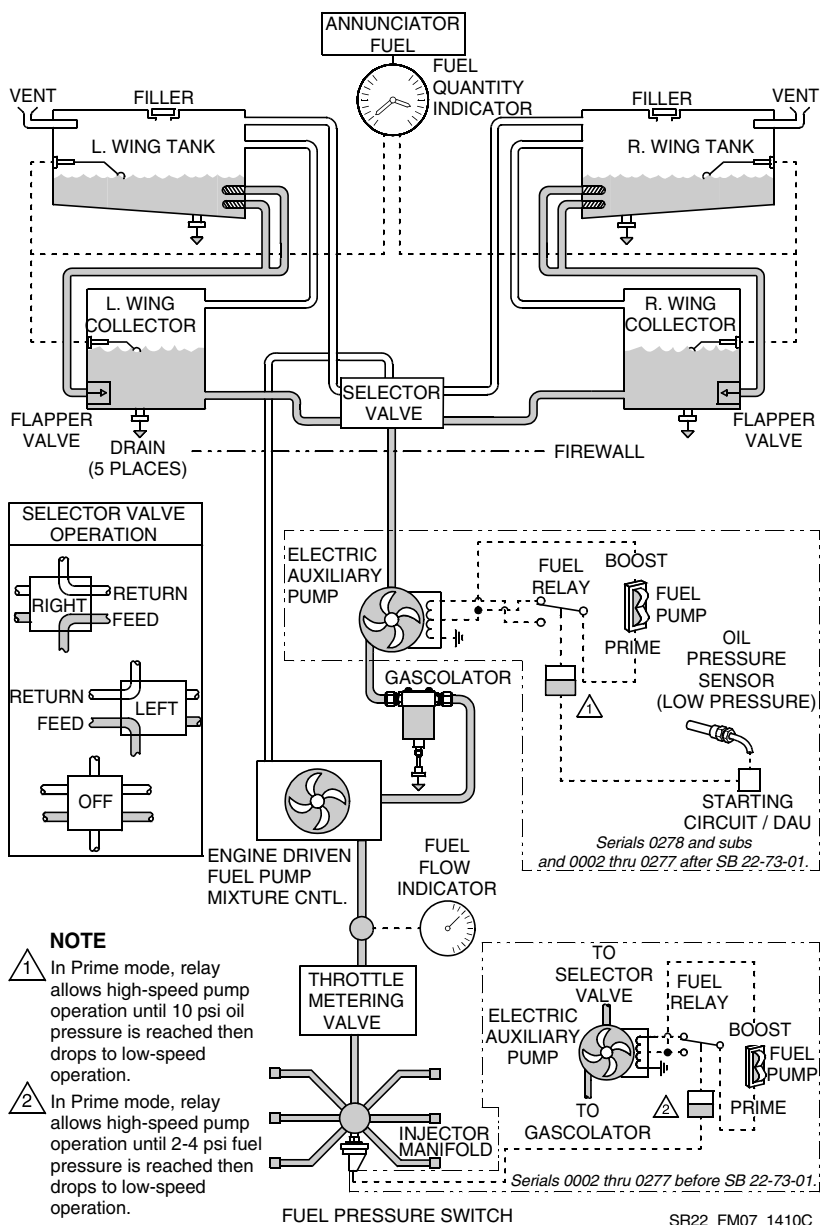 ANNUNCIATOR
FUEL
FUEL
QUANTITY
INDICATOR
VENT
FILLER
L. WING TANK
FILLER
VENT
R. WING TANK
L. WING
COLLECTOR
R. WING
COLLECTOR
SELECTOR
VALVE
FLAPPER
VALVE
DRAIN
(5 PLACES)
FIREWALL
FLAPPER
VALVE
SELECTOR VALVE
OPERATION
RIGHT
RETURN
FEED
RETURN
FEED
LEFT
OFF
ELECTRIC
AUXILIARY
PUMP
FUEL
RELAY
BOOST
FUEL
PUMP
PRIME
OIL
PRESSURE
SENSOR
(LOW PRESSURE)
1
GASCOLATOR
STARTING
CIRCUIT / DAU
Serials 0278 and subs
and 0002 thru 0277 after SB 22-73-01.
ENGINE DRIVEN
FUEL PUMP
MIXTURE CNTL.
FUEL
FLOW
INDICATOR
THROTTLE
METERING
VALVE
INJECTOR
MANIFOLD
FUEL PRESSURE SWITCH
TO
SELECTOR
VALVE
ELECTRIC
AUXILIARY
PUMP
FUEL
RELAY
BOOST
FUEL
PUMP
PRIME
2
TO
GASCOLATOR
Serials 0002 thru 0277 before SB 22-73-01.
NOTE
1 In Prime mode, relay
allows high-speed pump
operation until 10 psi oil
pressure is reached then
drops to low-speed
operation.
2 In Prime mode, relay
allows high-speed pump
operation until 2-4 psi fuel
pressure is reached then
drops to low-speed
operation.
SR22_FM07_1410C